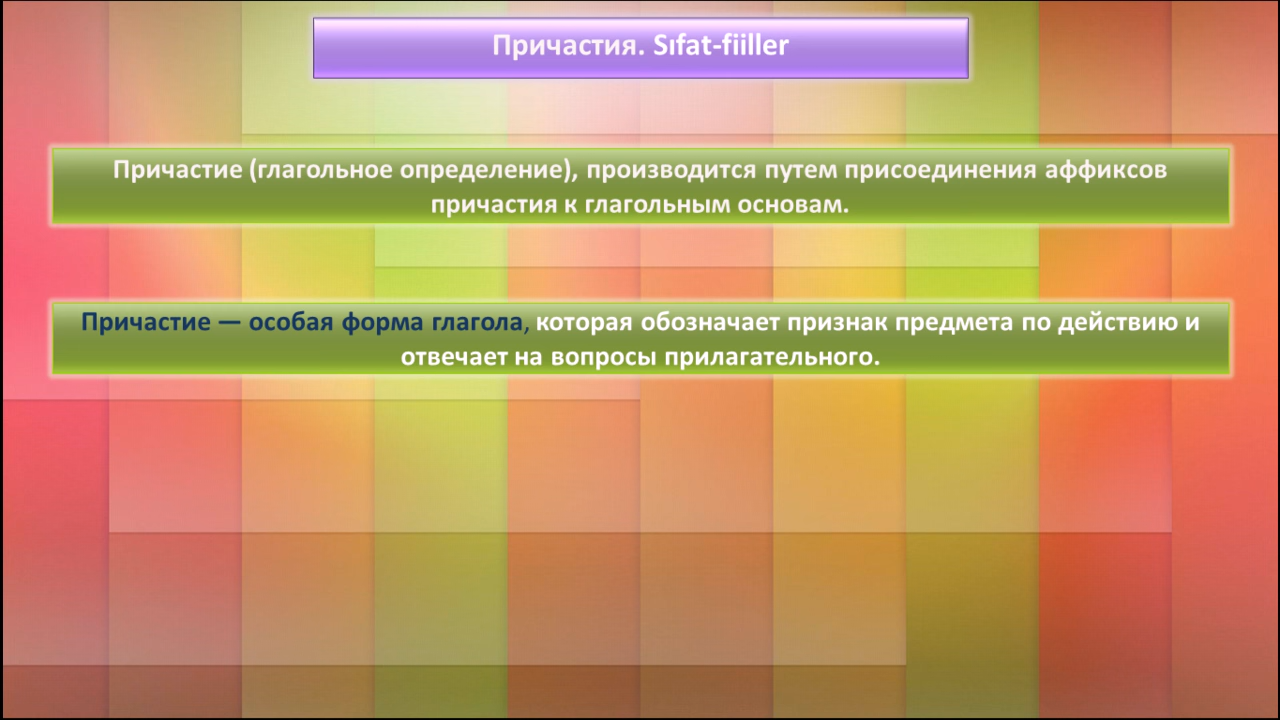 Причастия. Sıfat-fiiller
Причастие (глагольное определение), производится путем присоединения аффиксов
причастия к глагольным основам.
Причастие — особая форма глагола, которая обозначает признак предмета по действию и
отвечает на вопросы прилагательного.